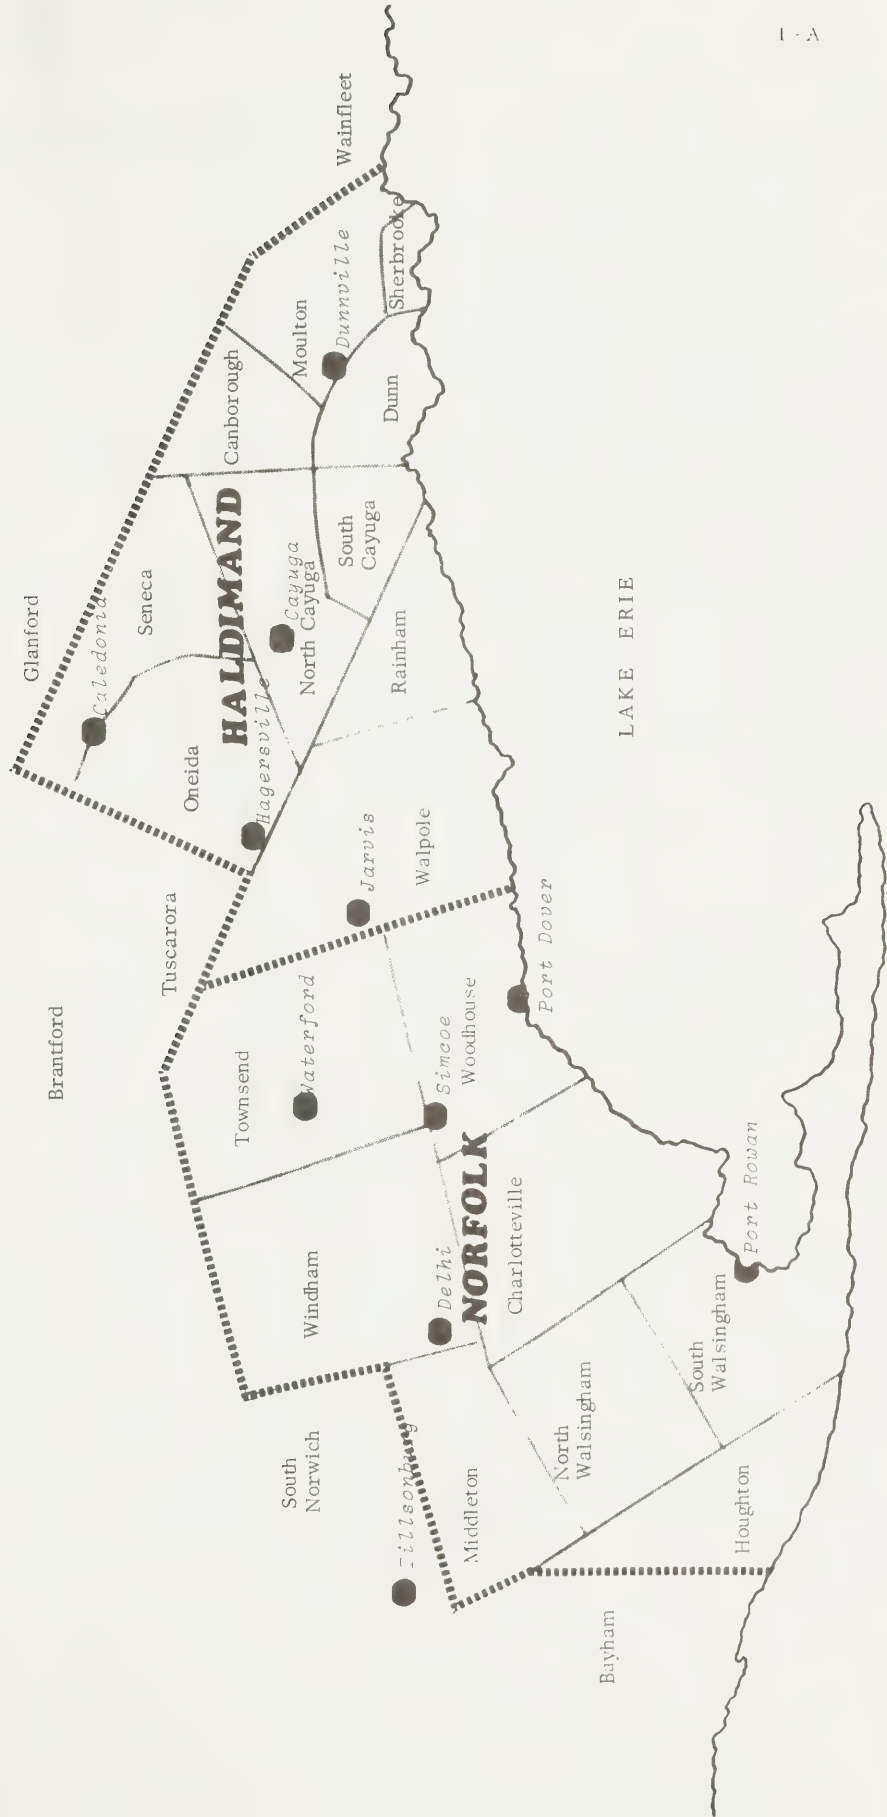 Glanford
Wainfleet
Brantford
Tuscarora
Caledonia
Seneca
Oneida
HALDIMAND
Canborough
Moulton
Dunnville
Sherbrooke
Dunn
Cayuga
North Cayuga
South
Cayuga
Hagersville
Rainham
Jarvis
Walpole
Townsend
Waterford
Simcoe
Woodhouse
Port Dover
LAKE ERIE
Windham
Delhi
NORFOLK
Charlotteville
South
Norwich
Tillsonburg
Middleton
North
Walsingham
South
Walsingham
Port Rowan
Houghton
Bayham